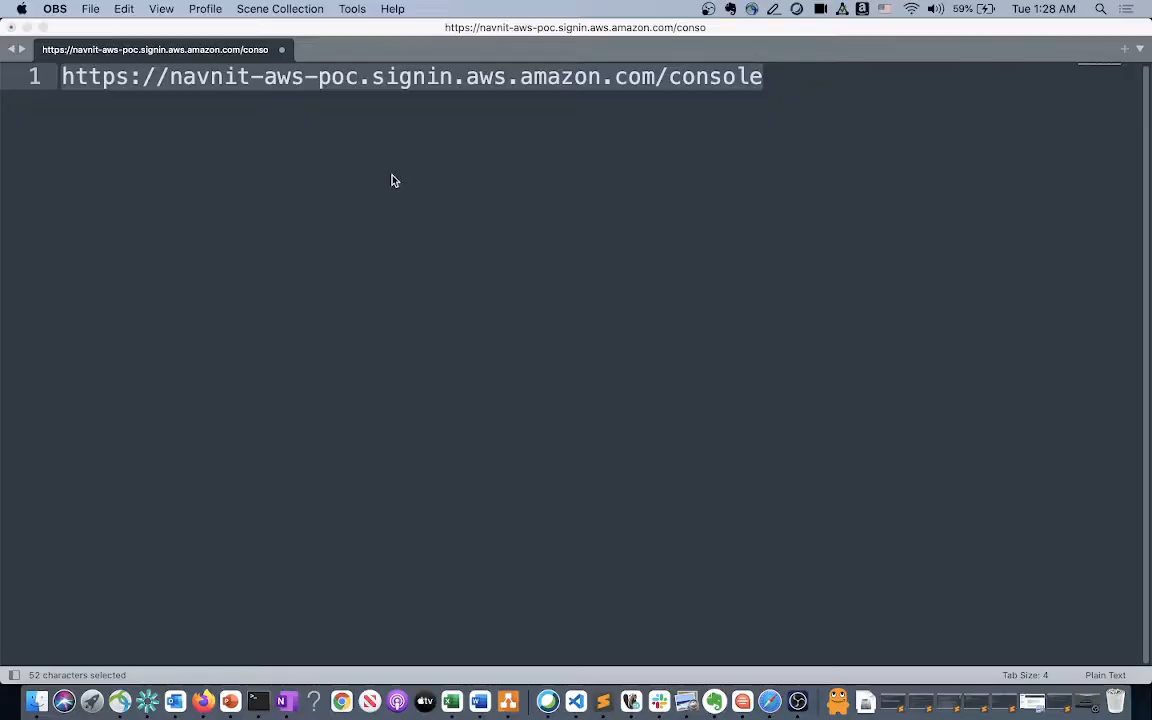 OBS File Edit View Profile Scene Collection Tools Help 59% Tue 1:28 AM
https://navnit-aws-poc.signin.aws.amazon.com/conso
https://navnit-aws-poc.signin.aws.amazon.com/conso
1 https://navnit-aws-poc.signin.aws.amazon.com/console
52 characters selected Tab Size: 4 Plain Text